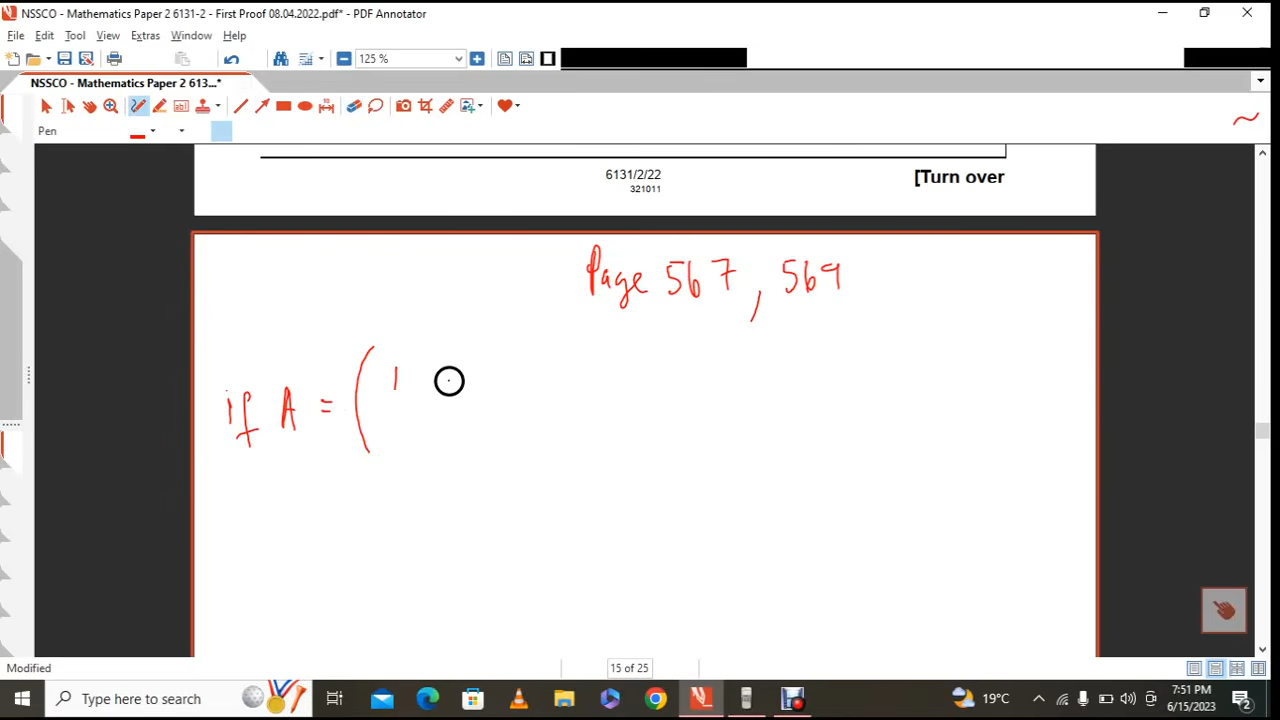 NSSCO - Mathematics Paper 2 6131-2 - First Proof 08.04.2022.pdf* - PDF Annotator
File Edit Tool View Extras Window Help
125 %
NSSCO - Mathematics Paper 2 613...*
Pen
6131/2/22
321011
[Turn over
Page 567, 569
if A = ( 1
Modified
15 of 25
Type here to search
19°C
7:51 PM
6/15/2023
2